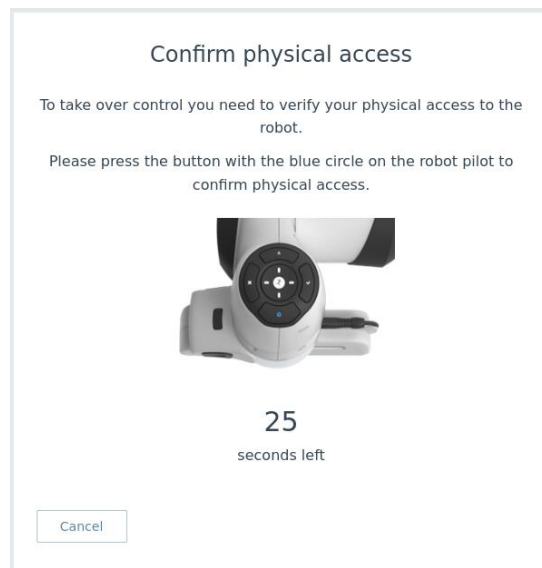 Confirm physical access
To take over control you need to verify your physical access to the
robot.
Please press the button with the blue circle on the robot pilot to
confirm physical access.
25
seconds left
Cancel